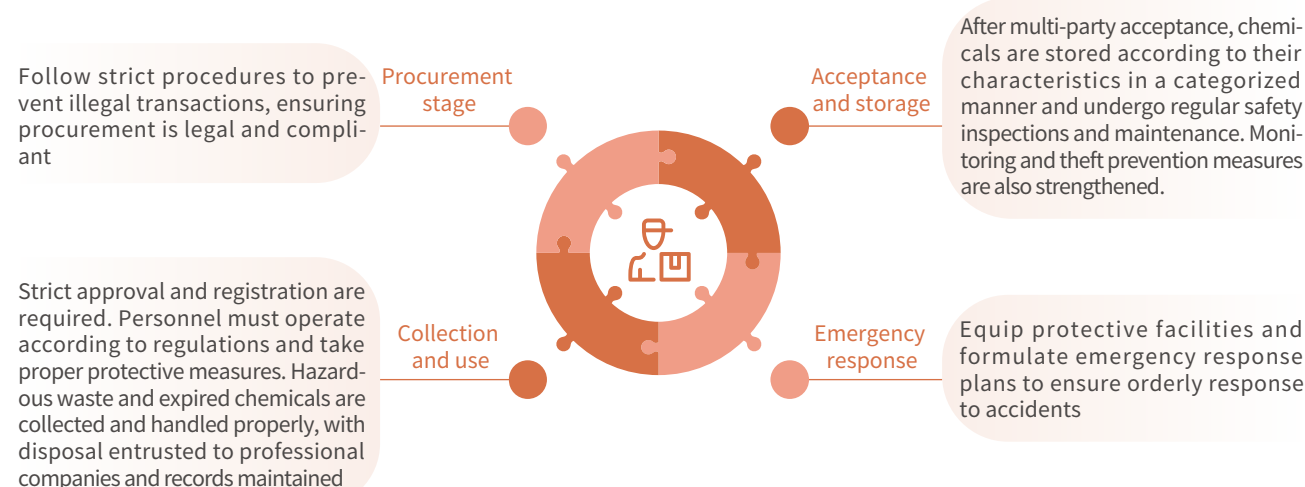 Follow strict procedures to pre-
vent illegal transactions, ensuring
procurement is legal and compli-
ant
Procurement
stage
Acceptance
and storage
After multi-party acceptance, chemi-
cals are stored according to their
characteristics in a categorized
manner and undergo regular safety
inspections and maintenance. Moni-
toring and theft prevention measures
are also strengthened.
Strict approval and registration are
required. Personnel must operate
according to regulations and take
proper protective measures. Hazard-
ous waste and expired chemicals are
collected and handled properly, with
disposal entrusted to professional
companies and records maintained
Collection
and use
Emergency
response
Equip protective facilities and
formulate emergency response
plans to ensure orderly response
to accidents